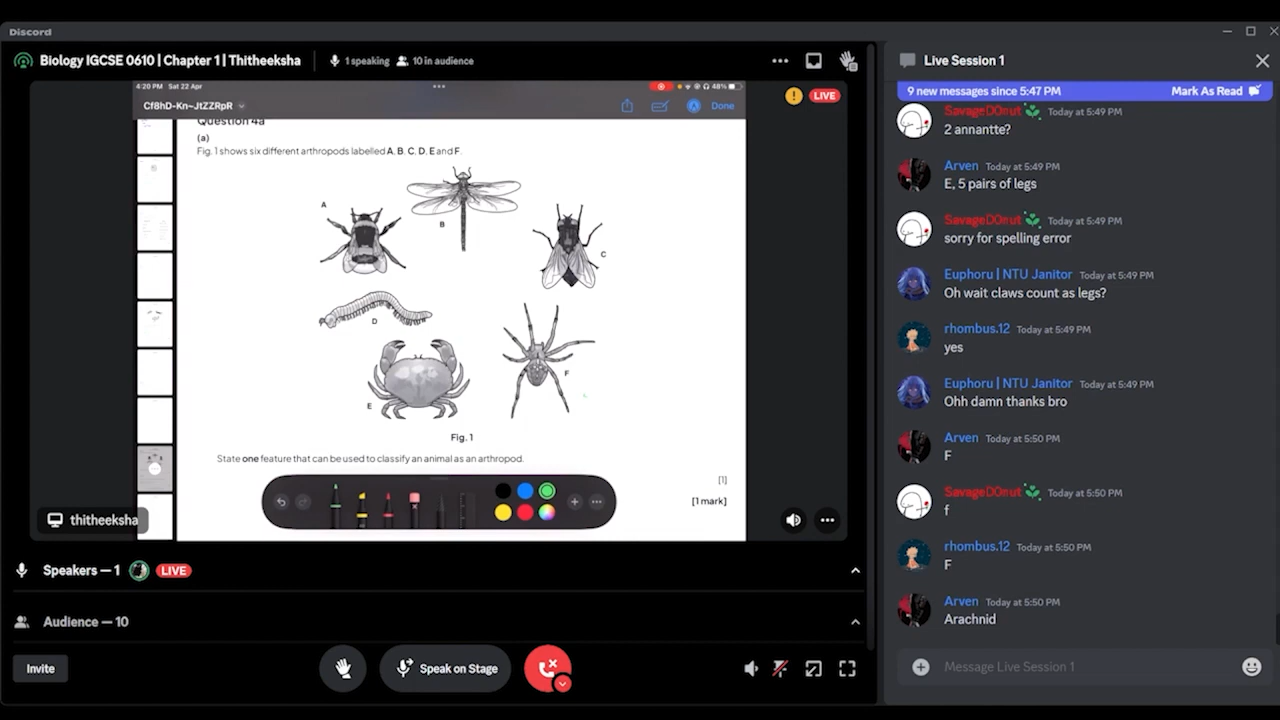 Discord
Biology IGCSE 0610 | Chapter 1 | Thitheeksha
1 speaking
10 in audience
4:20 PM Sat 22 Apr
48%
Cf8hD-Kn~JtZZRpR
Done
LIVE
Question 4a
(a)
Fig. 1 shows six different arthropods labelled A, B, C, D, E and F.
A
B
C
D
E
F
Fig. 1
State one feature that can be used to classify an animal as an arthropod.
[1]
[1 mark]
thitheeksha
Speakers — 1 LIVE
Audience — 10
Invite
Speak on Stage
Live Session 1
9 new messages since 5:47 PM
Mark As Read
SavageD0nut Today at 5:49 PM
2 annantte?
Arven Today at 5:49 PM
E, 5 pairs of legs
SavageD0nut Today at 5:49 PM
sorry for spelling error
Euphoru | NTU Janitor Today at 5:49 PM
Oh wait claws count as legs?
rhombus.12 Today at 5:49 PM
yes
Euphoru | NTU Janitor Today at 5:49 PM
Ohh damn thanks bro
Arven Today at 5:50 PM
F
SavageD0nut Today at 5:50 PM
f
rhombus.12 Today at 5:50 PM
F
Arven Today at 5:50 PM
Arachnid
Message Live Session 1